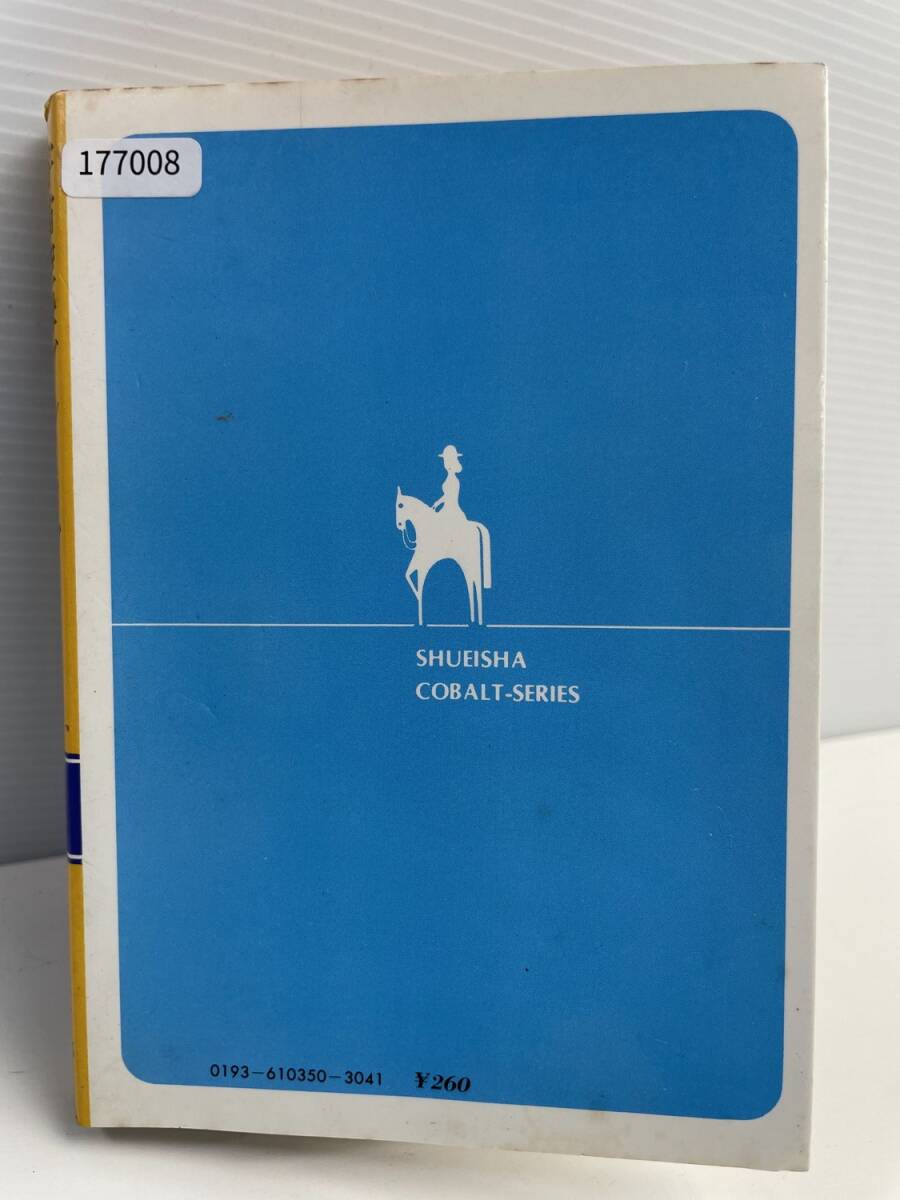 177008
SHUEISHA
COBALT-SERIES
0193-610350-3041 ¥260